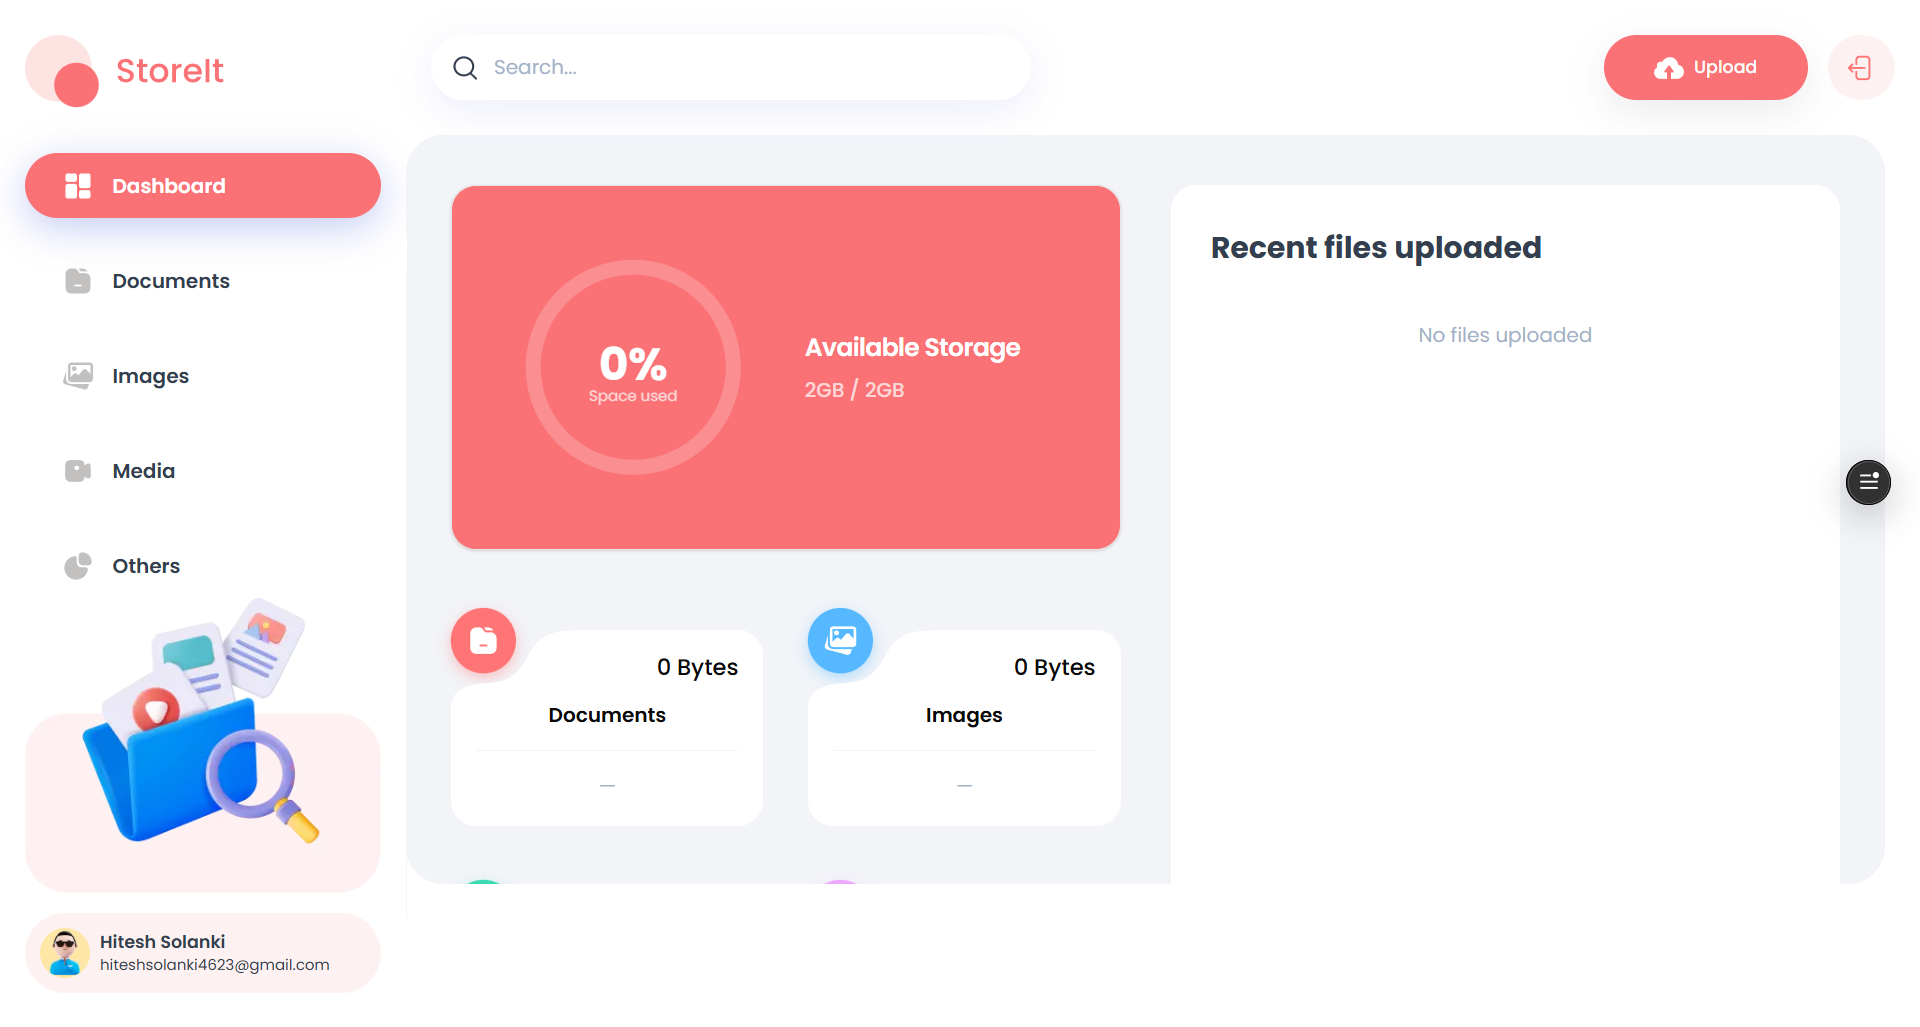 StoreIt
Search...
Upload
Dashboard
Documents
Images
Media
Others
Hitesh Solanki
hiteshsolanki4623@gmail.com
0%
Space used
Available Storage
2GB / 2GB
0 Bytes
Documents
—
0 Bytes
Images
—
Recent files uploaded
No files uploaded